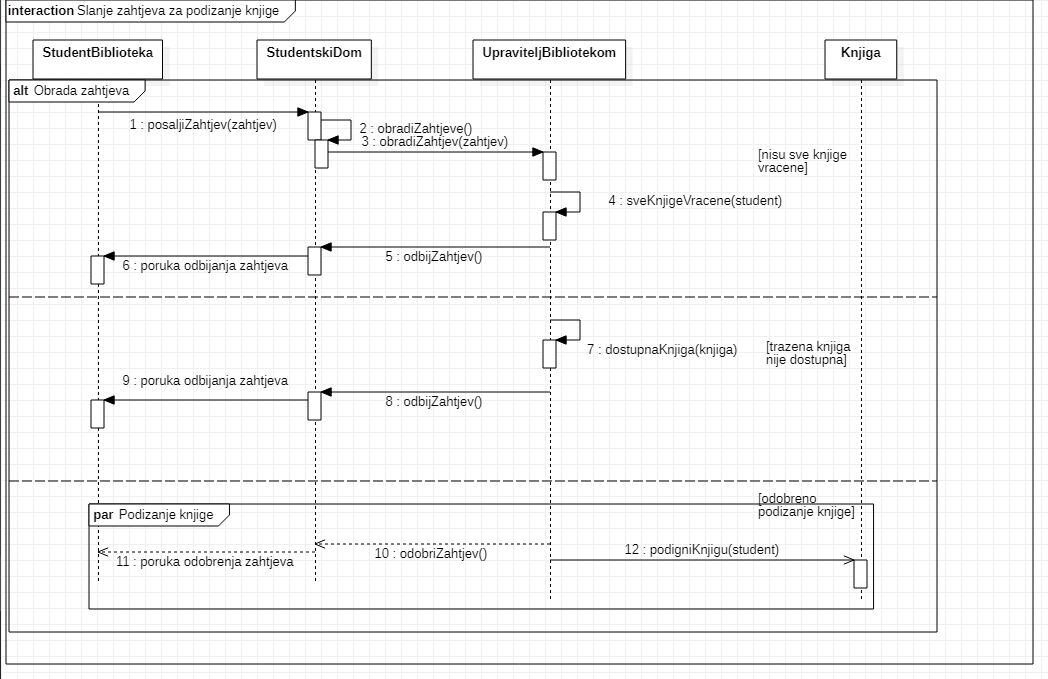 interaction Slanje zahtjeva za podizanje knjige
StudentBiblioteka
StudentskiDom
UpraviteljBibliotekom
Knjiga
alt Obrada zahtjeva
1 : posaljiZahtjev(zahtjev)
2 : obradiZahtjeve()
3 : obradiZahtjev(zahtjev)
[nisu sve knjige
vracene]
4 : sveKnjigeVracene(student)
5 : odbijZahtjev()
6 : poruka odbijanja zahtjeva
7 : dostupnaKnjiga(knjiga)
[trazena knjiga
nije dostupna]
9 : poruka odbijanja zahtjeva
8 : odbijZahtjev()
[odobreno
podizanje knjige]
par Podizanje knjige
10 : odobriZahtjev()
12 : podigniKnjigu(student)
11 : poruka odobrenja zahtjeva